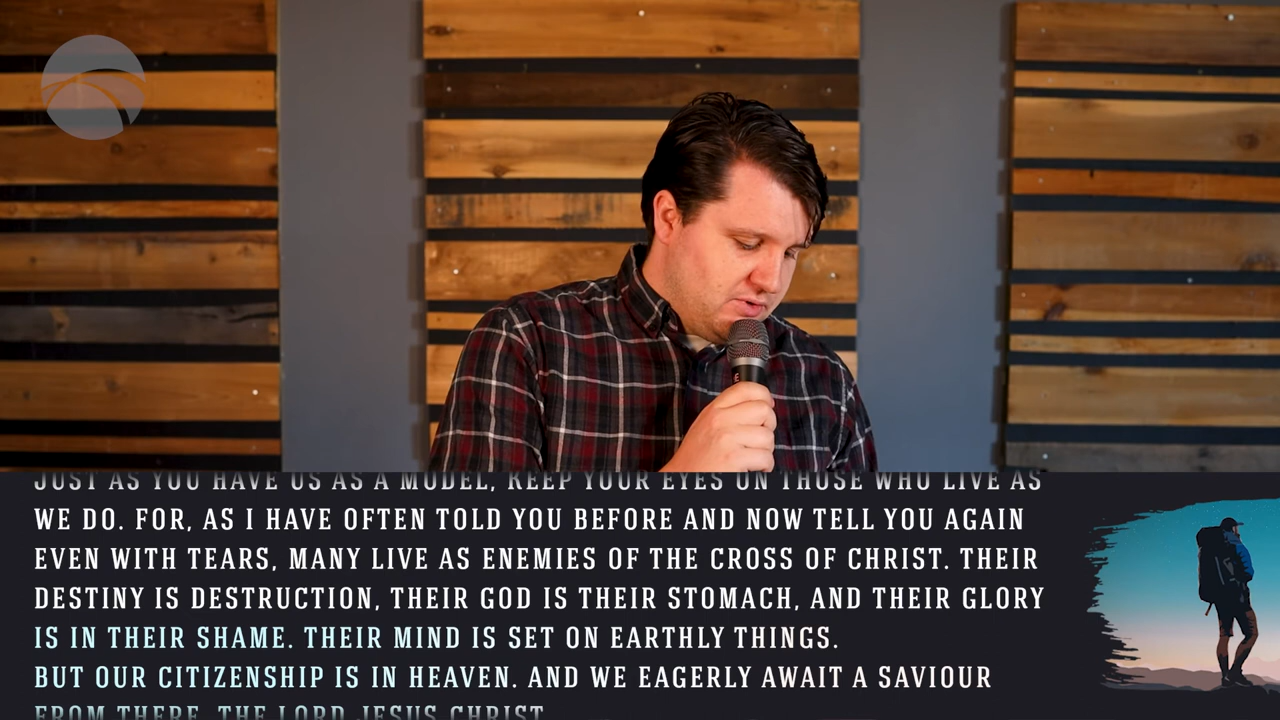 JUST AS YOU HAVE US AS A MODEL, KEEP YOUR EYES ON THOSE WHO LIVE AS
WE DO. FOR, AS I HAVE OFTEN TOLD YOU BEFORE AND NOW TELL YOU AGAIN
EVEN WITH TEARS, MANY LIVE AS ENEMIES OF THE CROSS OF CHRIST. THEIR
DESTINY IS DESTRUCTION, THEIR GOD IS THEIR STOMACH, AND THEIR GLORY
IS IN THEIR SHAME. THEIR MIND IS SET ON EARTHLY THINGS.
BUT OUR CITIZENSHIP IS IN HEAVEN. AND WE EAGERLY AWAIT A SAVIOUR
FROM THERE, THE LORD JESUS CHRIST